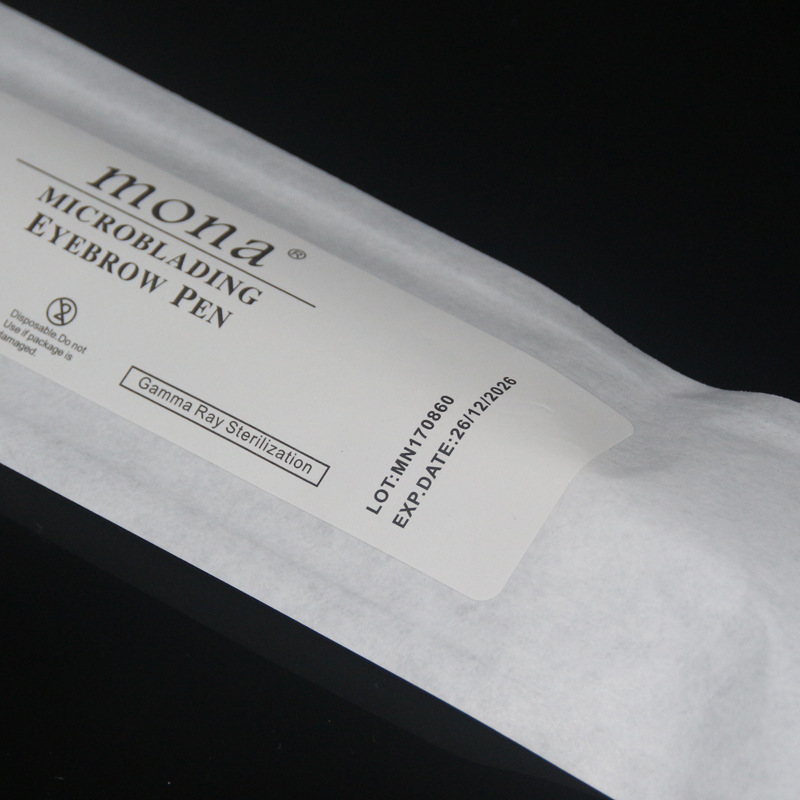 mona ®
MICROBLADING
EYEBROW PEN
2
Disposable.Do not
Use if package is
damaged.
Gamma Ray Sterilization
LOT:MN170860
EXP.DATE:26/12/2026